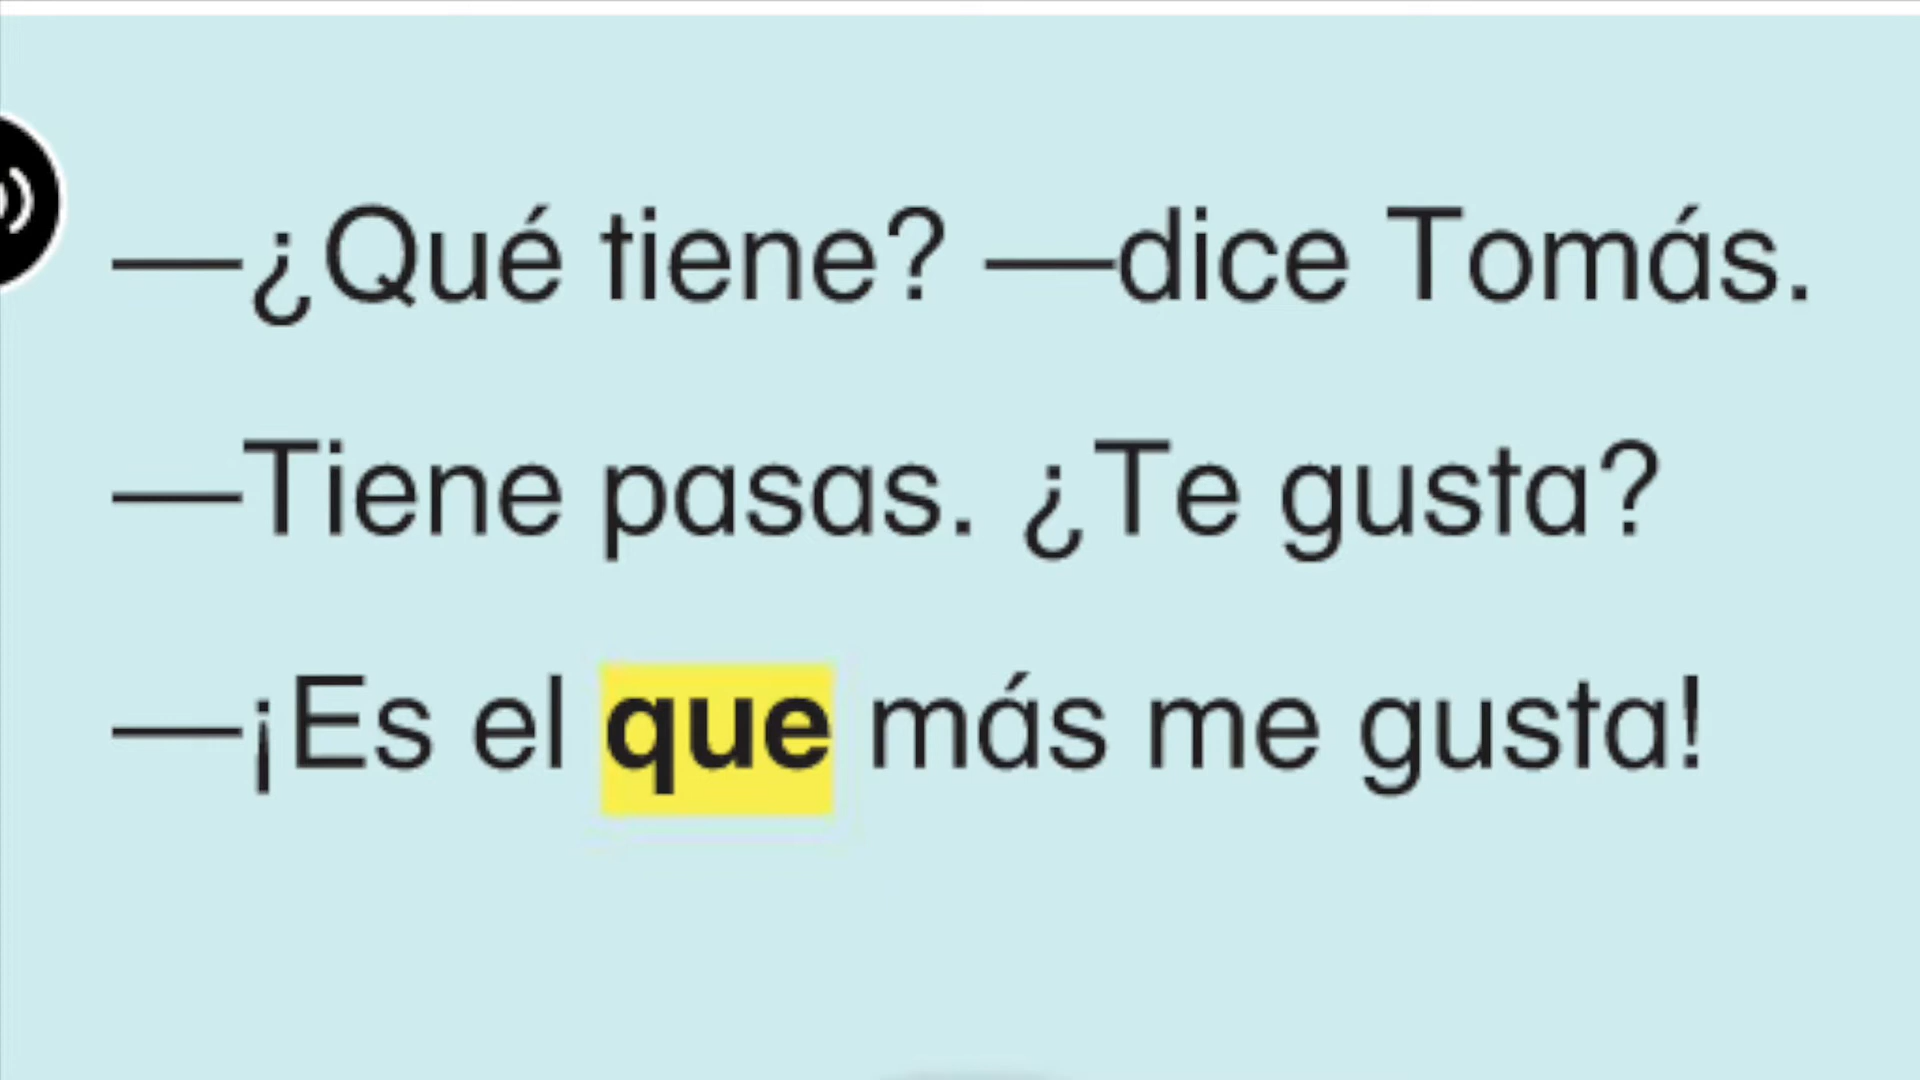 —¿Qué tiene? —dice Tomás.
—Tiene pasas. ¿Te gusta?
—¡Es el que más me gusta!